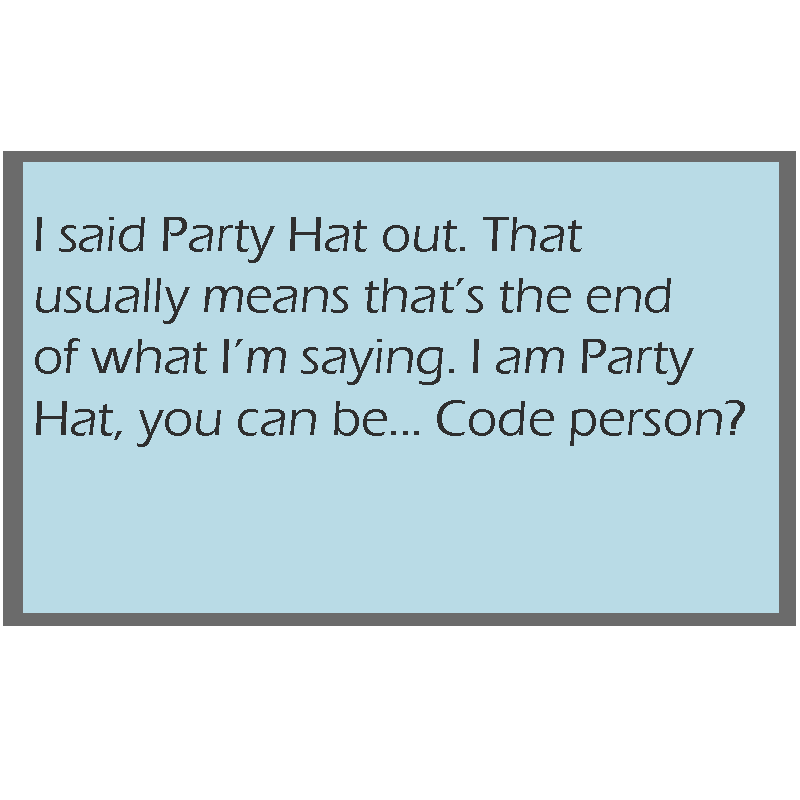 I said Party Hat out. That
usually means that's the end
of what I'm saying. I am Party
Hat, you can be... Code person?